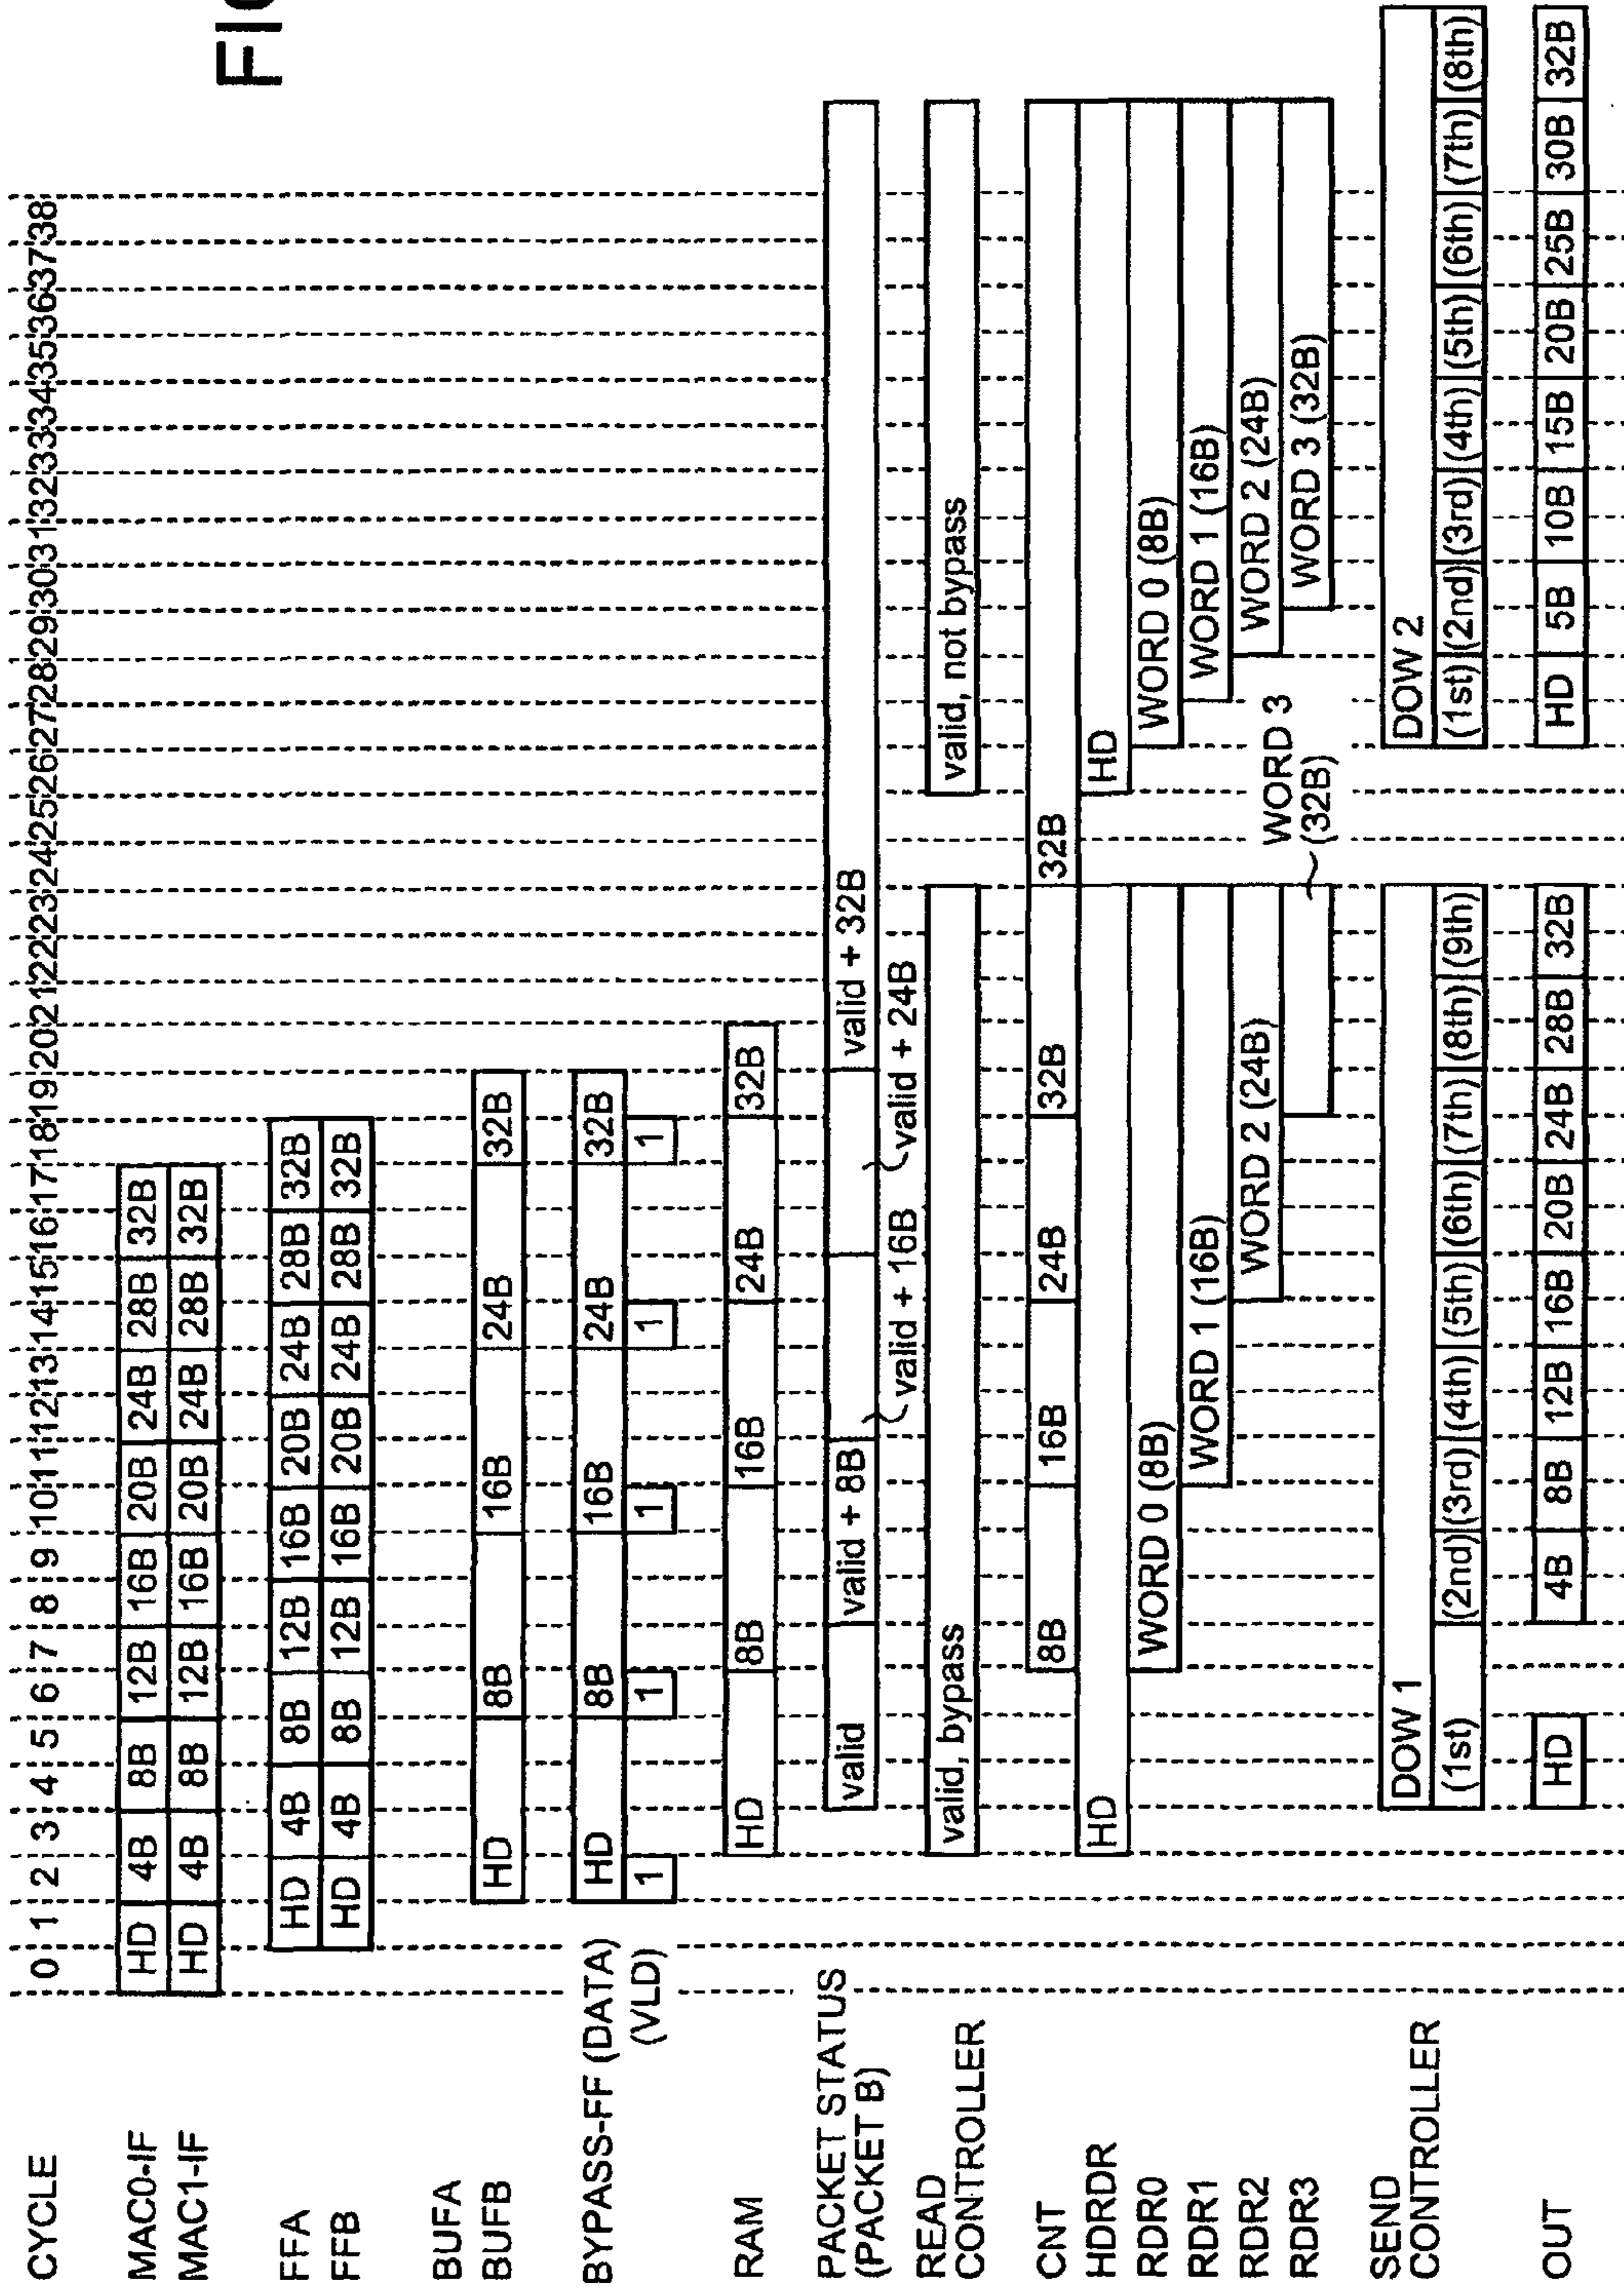 FIG
CYCLE 0 1 2 3 4 5 6 7 8 9 10 11 12 13 14 15 16 17 18 19 20 21 22 23 24 25 26 27 28 29 30 31 32 33 34 35 36 37 38
MAC0-IF HD 4B 8B 12B 16B 20B 24B 28B 32B
MAC1-IF HD 4B 8B 12B 16B 20B 24B 28B 32B
FFA HD 4B 8B 12B 16B 20B 24B 28B 32B
FFB HD 4B 8B 12B 16B 20B 24B 28B 32B
BUFA
BUFB HD 8B 16B 24B 32B
BYPASS-FF (DATA) HD 8B 16B 24B 32B
(VLD) 1 1 1 1 1
RAM HD 8B 16B 24B 32B
PACKET STATUS valid valid + 8B valid + 32B
(PACKET B) valid + 16B valid + 24B
READ CONTROLLER valid, bypass valid, not bypass
CNT 8B 16B 24B 32B 32B
HDRDR HD HD
RDR0 WORD 0 (8B) WORD 0 (8B)
RDR1 WORD 1 (16B) WORD 1 (16B)
RDR2 WORD 2 (24B) WORD 2 (24B)
RDR3 WORD 3 (32B) WORD 3 (32B)
SEND DOW 1 DOW 2
CONTROLLER (1st) (2nd) (3rd) (4th) (5th) (6th) (7th) (8th) (9th) (1st) (2nd) (3rd) (4th) (5th) (6th) (7th) (8th)
OUT HD 4B 8B 12B 16B 20B 24B 28B 32B HD 5B 10B 15B 20B 25B 30B 32B